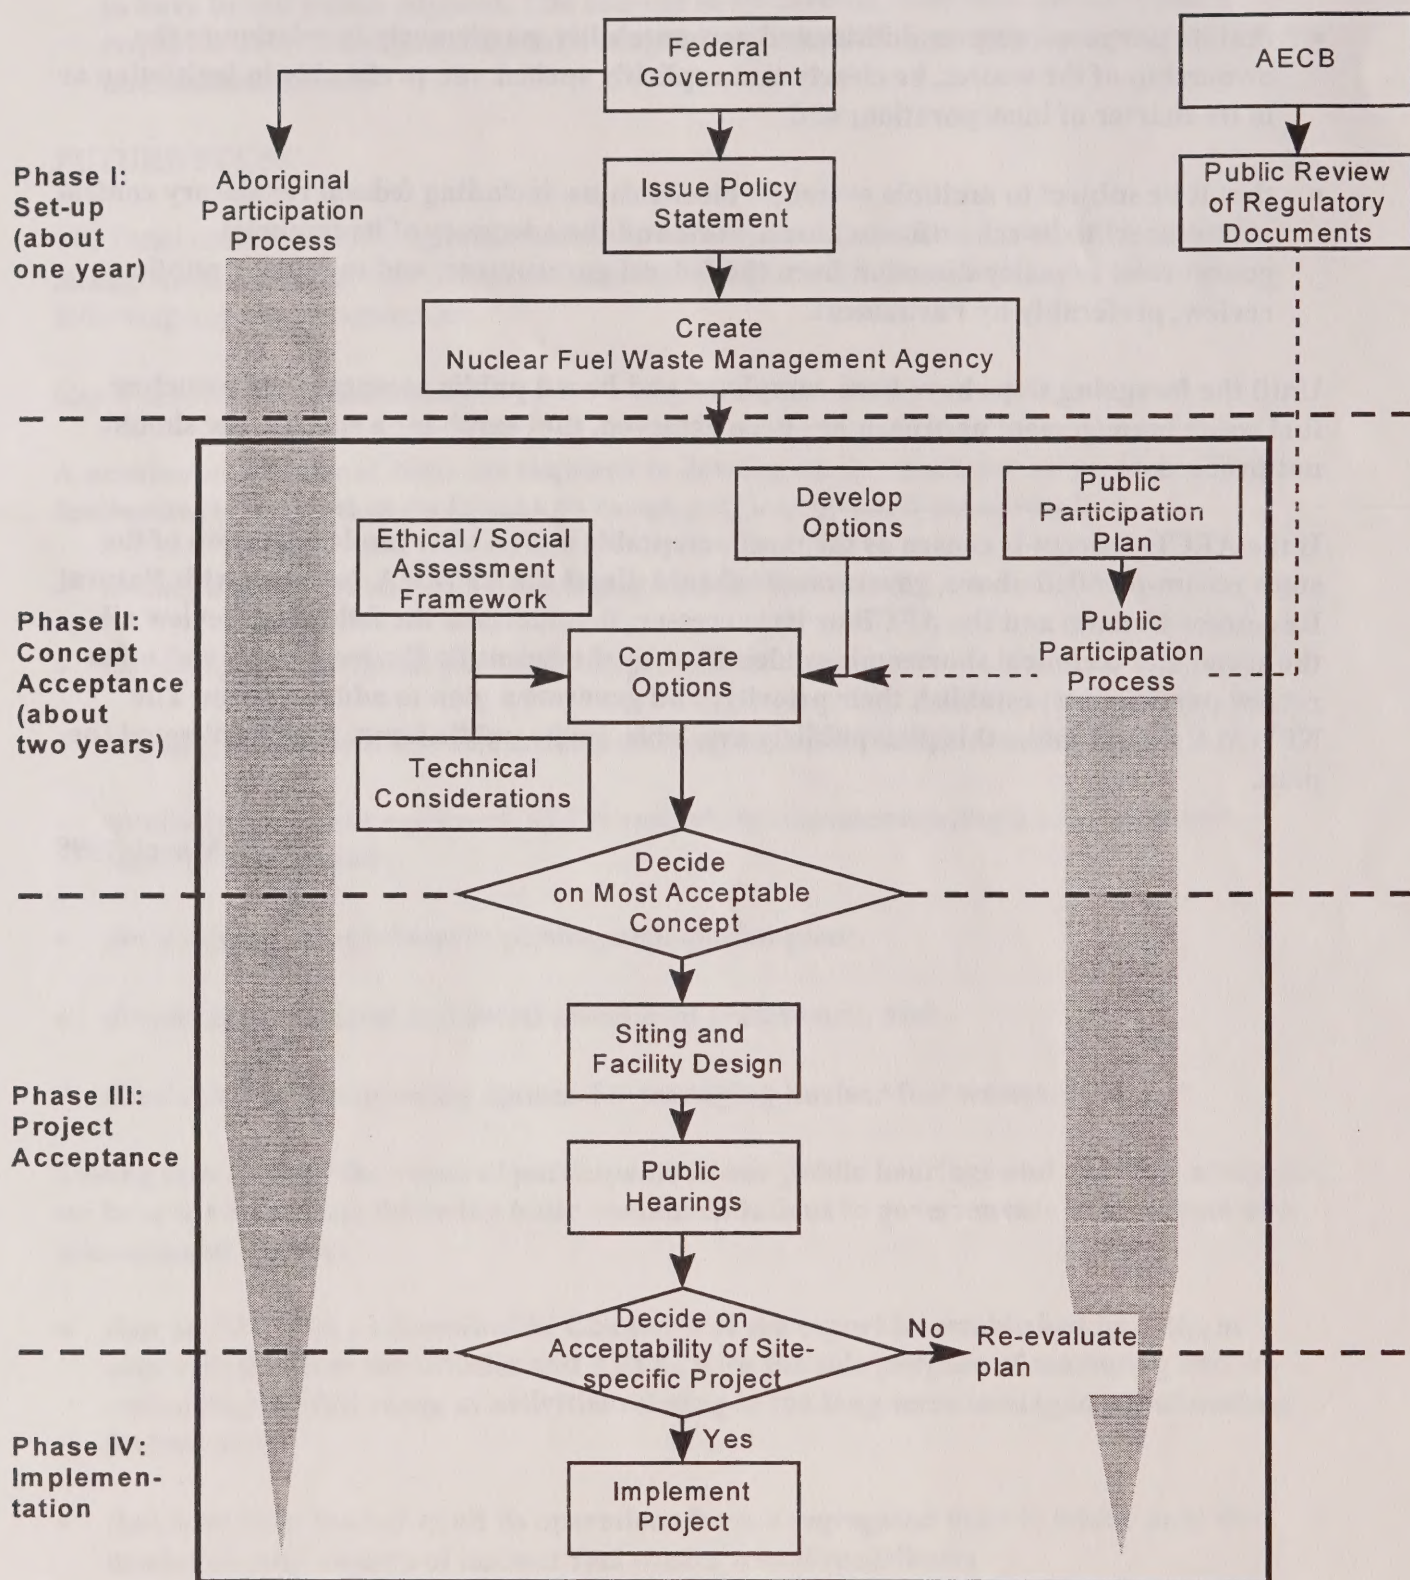 Federal
Government
AECB
Phase I:
Set-up
(about
one year)
Aboriginal
Participation
Process
Issue Policy
Statement
Public Review
of Regulatory
Documents
Create
Nuclear Fuel Waste Management Agency
Develop
Options
Public
Participation
Plan
Ethical / Social
Assessment
Framework
Phase II:
Concept
Acceptance
(about
two years)
Compare
Options
Public
Participation
Process
Technical
Considerations
Decide
on Most Acceptable
Concept
Siting and
Facility Design
Phase III:
Project
Acceptance
Public
Hearings
Decide on
Acceptability of Site-
specific Project
No
Re-evaluate
plan
Yes
Phase IV:
Implemen-
tation
Implement
Project